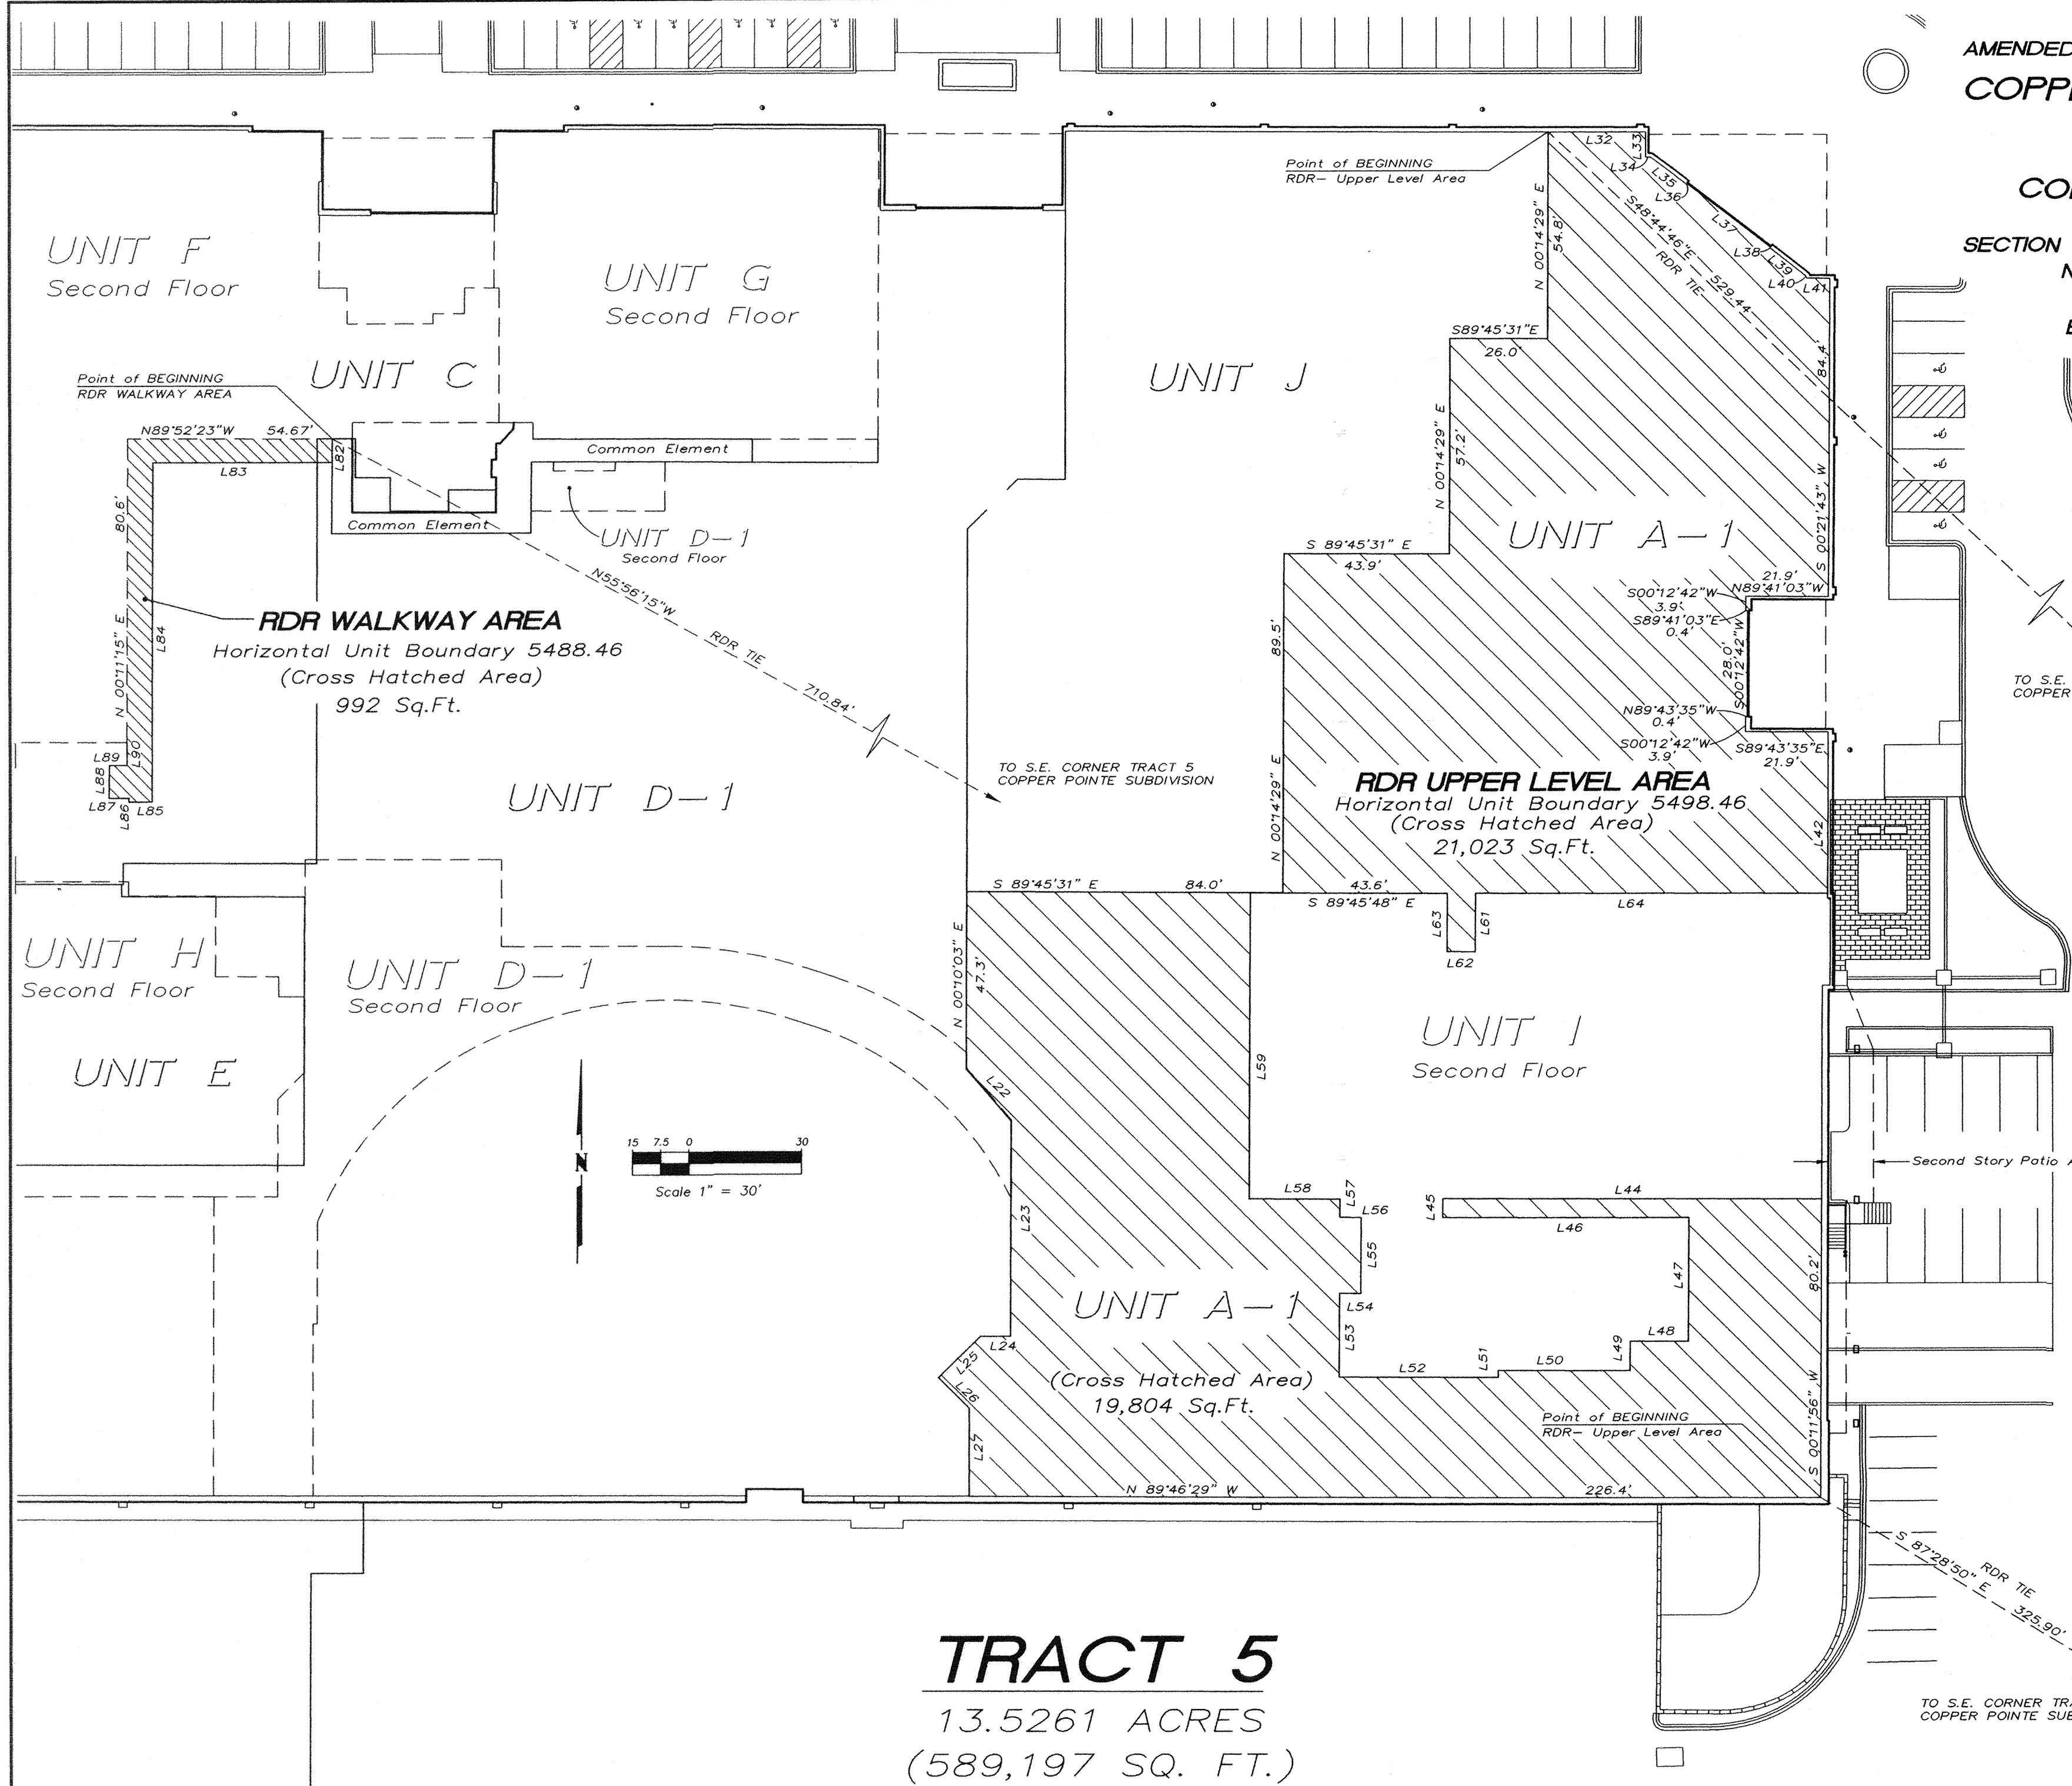 AMENDED
COPP
CO
SECTION
N
Point of BEGINNING
RDR- Upper Level Area
L32
L33
L34
L35
L36
L37
L38
L39
L40
L41
N 00°14'29" E
54.8'
S48°44'46"E
529.44
RDR TIE
84.4'
S 00°21'43" W
UNIT F
Second Floor
UNIT G
Second Floor
UNIT C
UNIT J
S89°45'31"E
26.0'
N 00°14'29" E
57.2'
Point of BEGINNING
RDR WALKWAY AREA
N89°52'23"W
54.67'
L82
L83
Common Element
Common Element
UNIT D-1
Second Floor
80.6'
N 00°11'15" E
L84
RDR WALKWAY AREA
Horizontal Unit Boundary 5488.46
(Cross Hatched Area)
992 Sq.Ft.
N55°56'15"W
RDR TIE
710.84'
TO S.E. CORNER TRACT 5
COPPER POINTE SUBDIVISION
L89
L90
L88
L87
L86
L85
UNIT D-1
UNIT A-1
S 89°45'31" E
43.9'
89.5'
N 00°14'29" E
21.9'
N89°41'03"W
S00°12'42"W
3.9'
S89°41'03"E
0.4'
28.0'
S00°12'42"W
N89°43'35"W
0.4'
S00°12'42"W
3.9'
S89°43'35"E
21.9'
TO S.E.
COPPER
RDR UPPER LEVEL AREA
Horizontal Unit Boundary 5498.46
(Cross Hatched Area)
21,023 Sq.Ft.
L42
S 89°45'31" E
84.0'
43.6'
S 89°45'48" E
L63
L61
L62
L64
N 00°10'03" E
47.3'
UNIT H
Second Floor
UNIT D-1
Second Floor
UNIT E
UNIT I
Second Floor
L22
L59
15
7.5
0
30
N
Scale 1" = 30'
Second Story Patio A
L58
L57
L56
L45
L44
L46
L23
L55
L47
80.2'
UNIT A-1
L54
L53
L24
L25
L26
L27
L52
L51
L50
L49
L48
(Cross Hatched Area)
19,804 Sq.Ft.
S 00°11'56" W
Point of BEGINNING
RDR- Upper Level Area
N 89°46'29" W
226.4'
S 87°28'50" E
RDR TIE
325.90'
TRACT 5
13.5261 ACRES
(589,197 SQ. FT.)
TO S.E. CORNER TR
COPPER POINTE SU